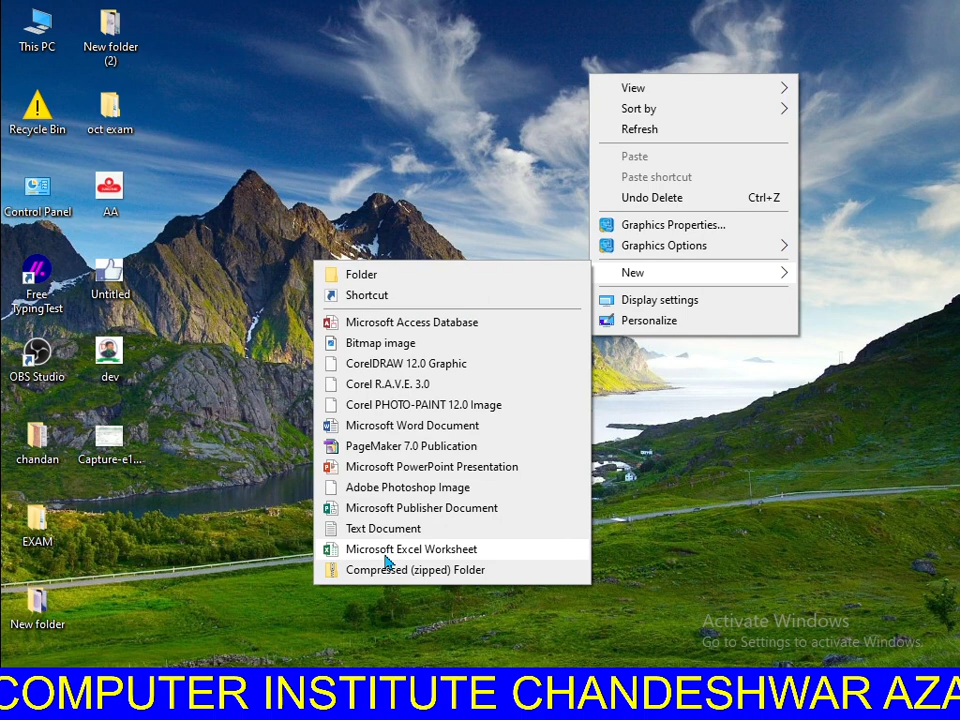 This PC
New folder
(2)
Recycle Bin
oct exam
Control Panel
AA
Free
TypingTest
Untitled
OBS Studio
dev
chandan
Capture-e1...
EXAM
New folder
View
Sort by
Refresh
Paste
Paste shortcut
Undo Delete Ctrl+Z
Graphics Properties...
Graphics Options
New
Display settings
Personalize
Folder
Shortcut
Microsoft Access Database
Bitmap image
CorelDRAW 12.0 Graphic
Corel R.A.V.E. 3.0
Corel PHOTO-PAINT 12.0 Image
Microsoft Word Document
PageMaker 7.0 Publication
Microsoft PowerPoint Presentation
Adobe Photoshop Image
Microsoft Publisher Document
Text Document
Microsoft Excel Worksheet
Compressed (zipped) Folder
Activate Windows
Go to Settings to activate Windows.
COMPUTER INSTITUTE CHANDESHWAR AZA